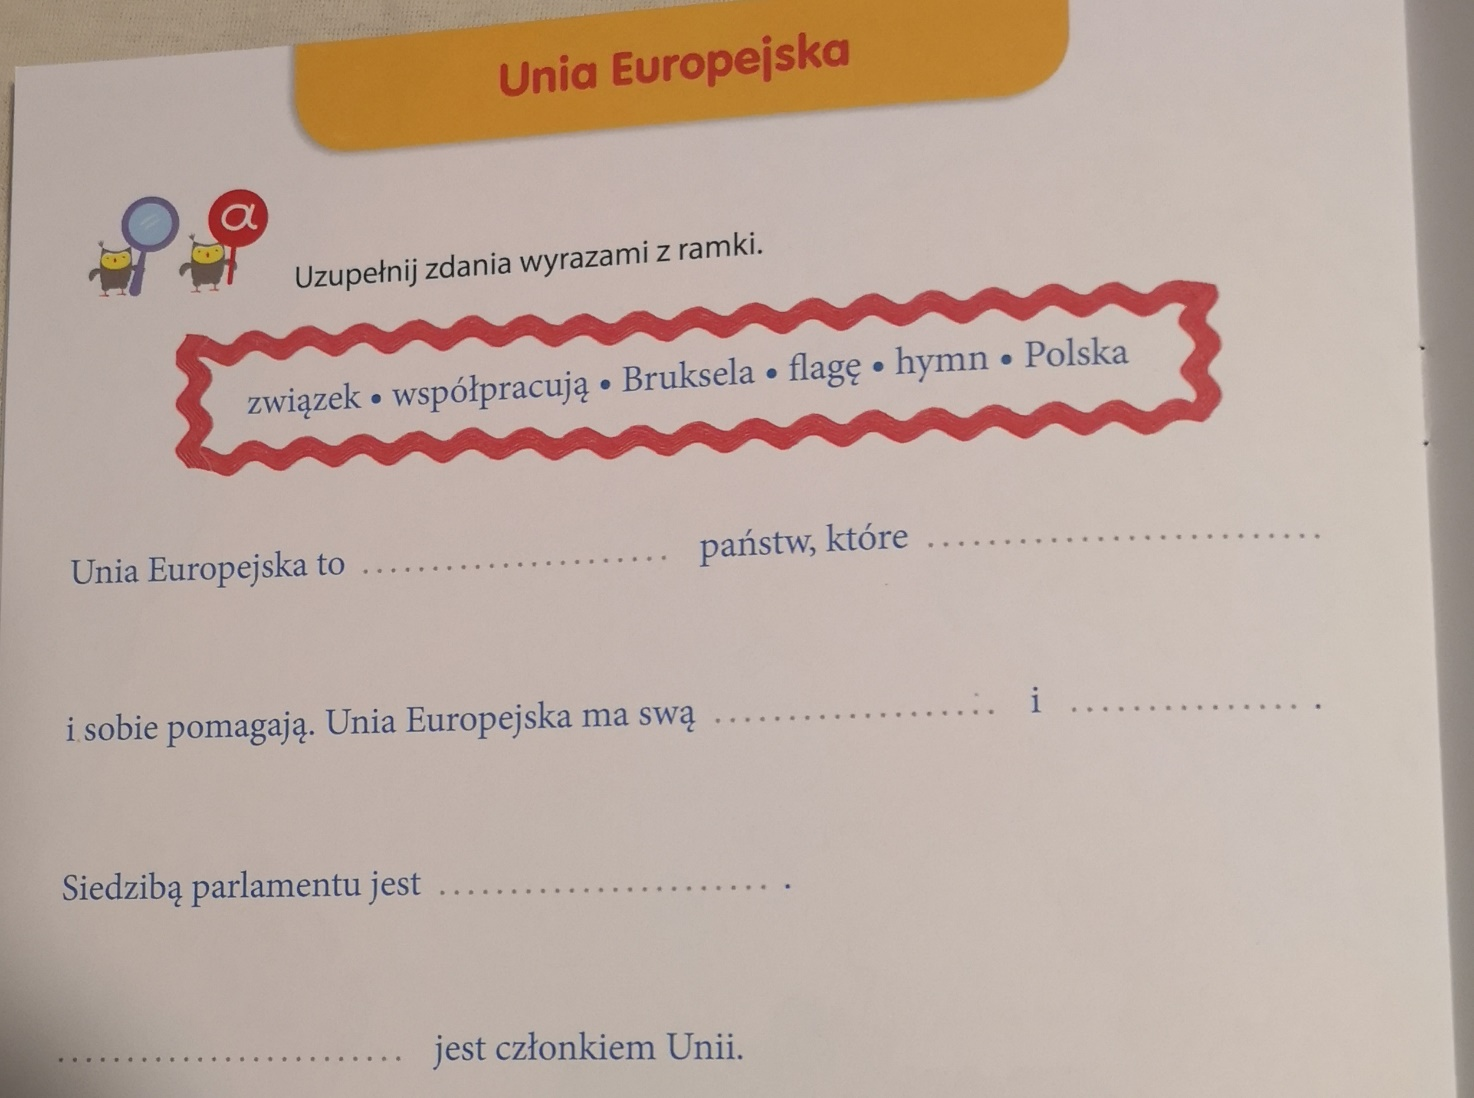 Unia Europejska
a
Uzupełnij zdania wyrazami z ramki.
związek • współpracują • Bruksela • flagę • hymn • Polska
Unia Europejska to ...................... państw, które ............................
i sobie pomagają. Unia Europejska ma swą .................... i ................. .
Siedzibą parlamentu jest ........................ .
......................... jest członkiem Unii.